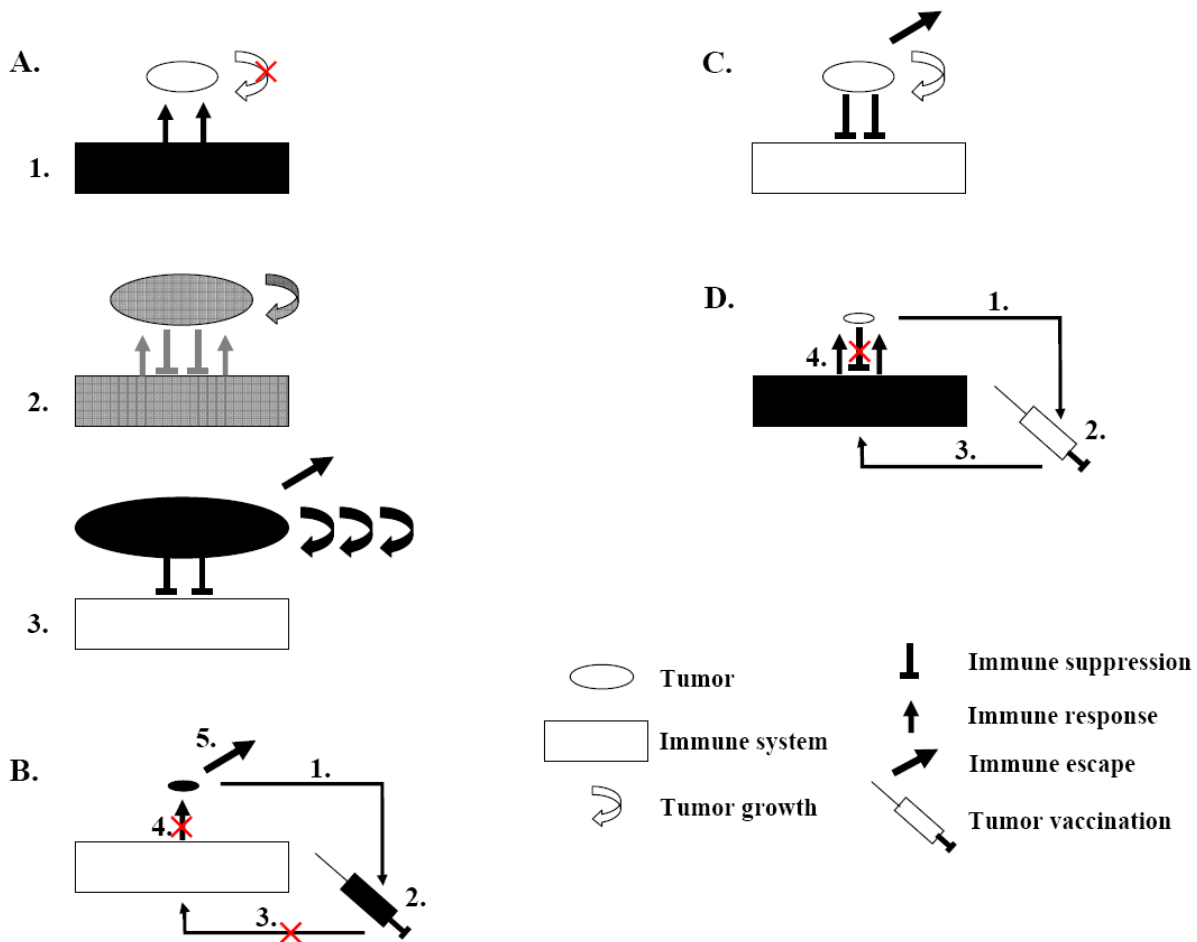 A.
1.
2.
3.
B.
5.
1.
4.
2.
3.
C.
D.
1.
4.
2.
3.
Tumor
Immune system
Tumor growth
Immune suppression
Immune response
Immune escape
Tumor vaccination